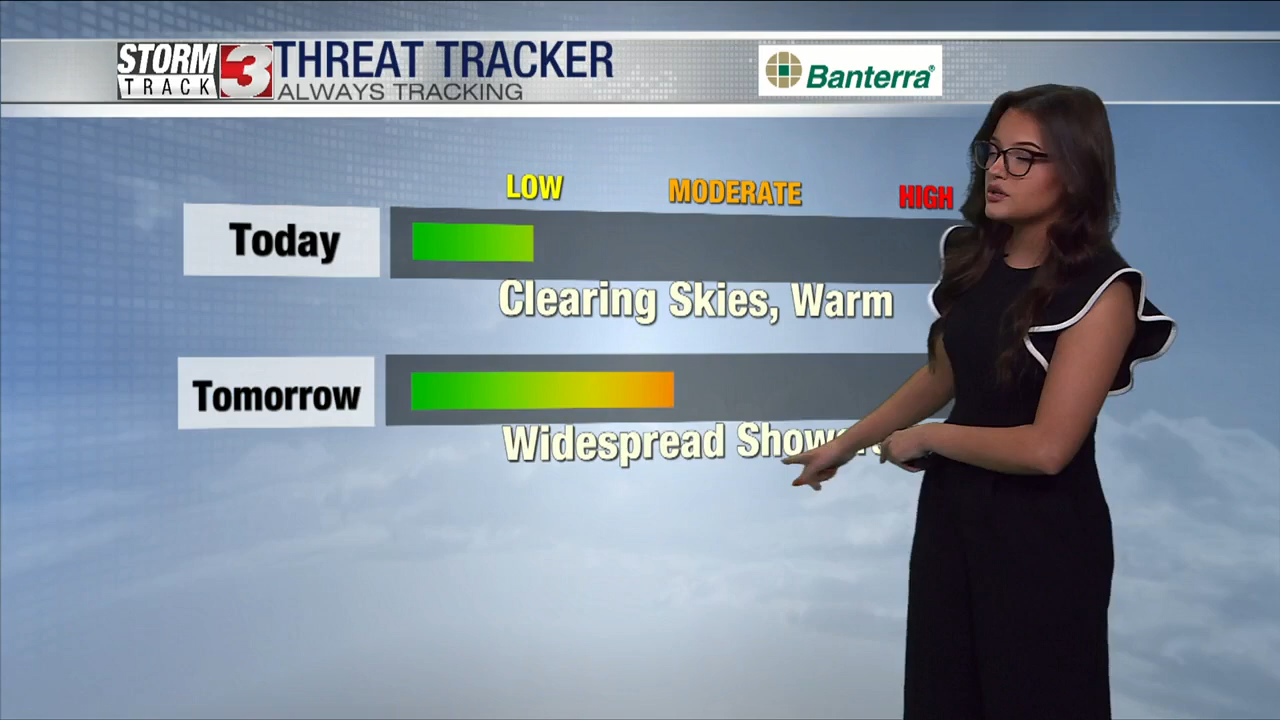 STORM
TRACK
3
THREAT TRACKER
ALWAYS TRACKING
Banterra®
LOW MODERATE HIGH
Today
Clearing Skies, Warm
Tomorrow
Widespread